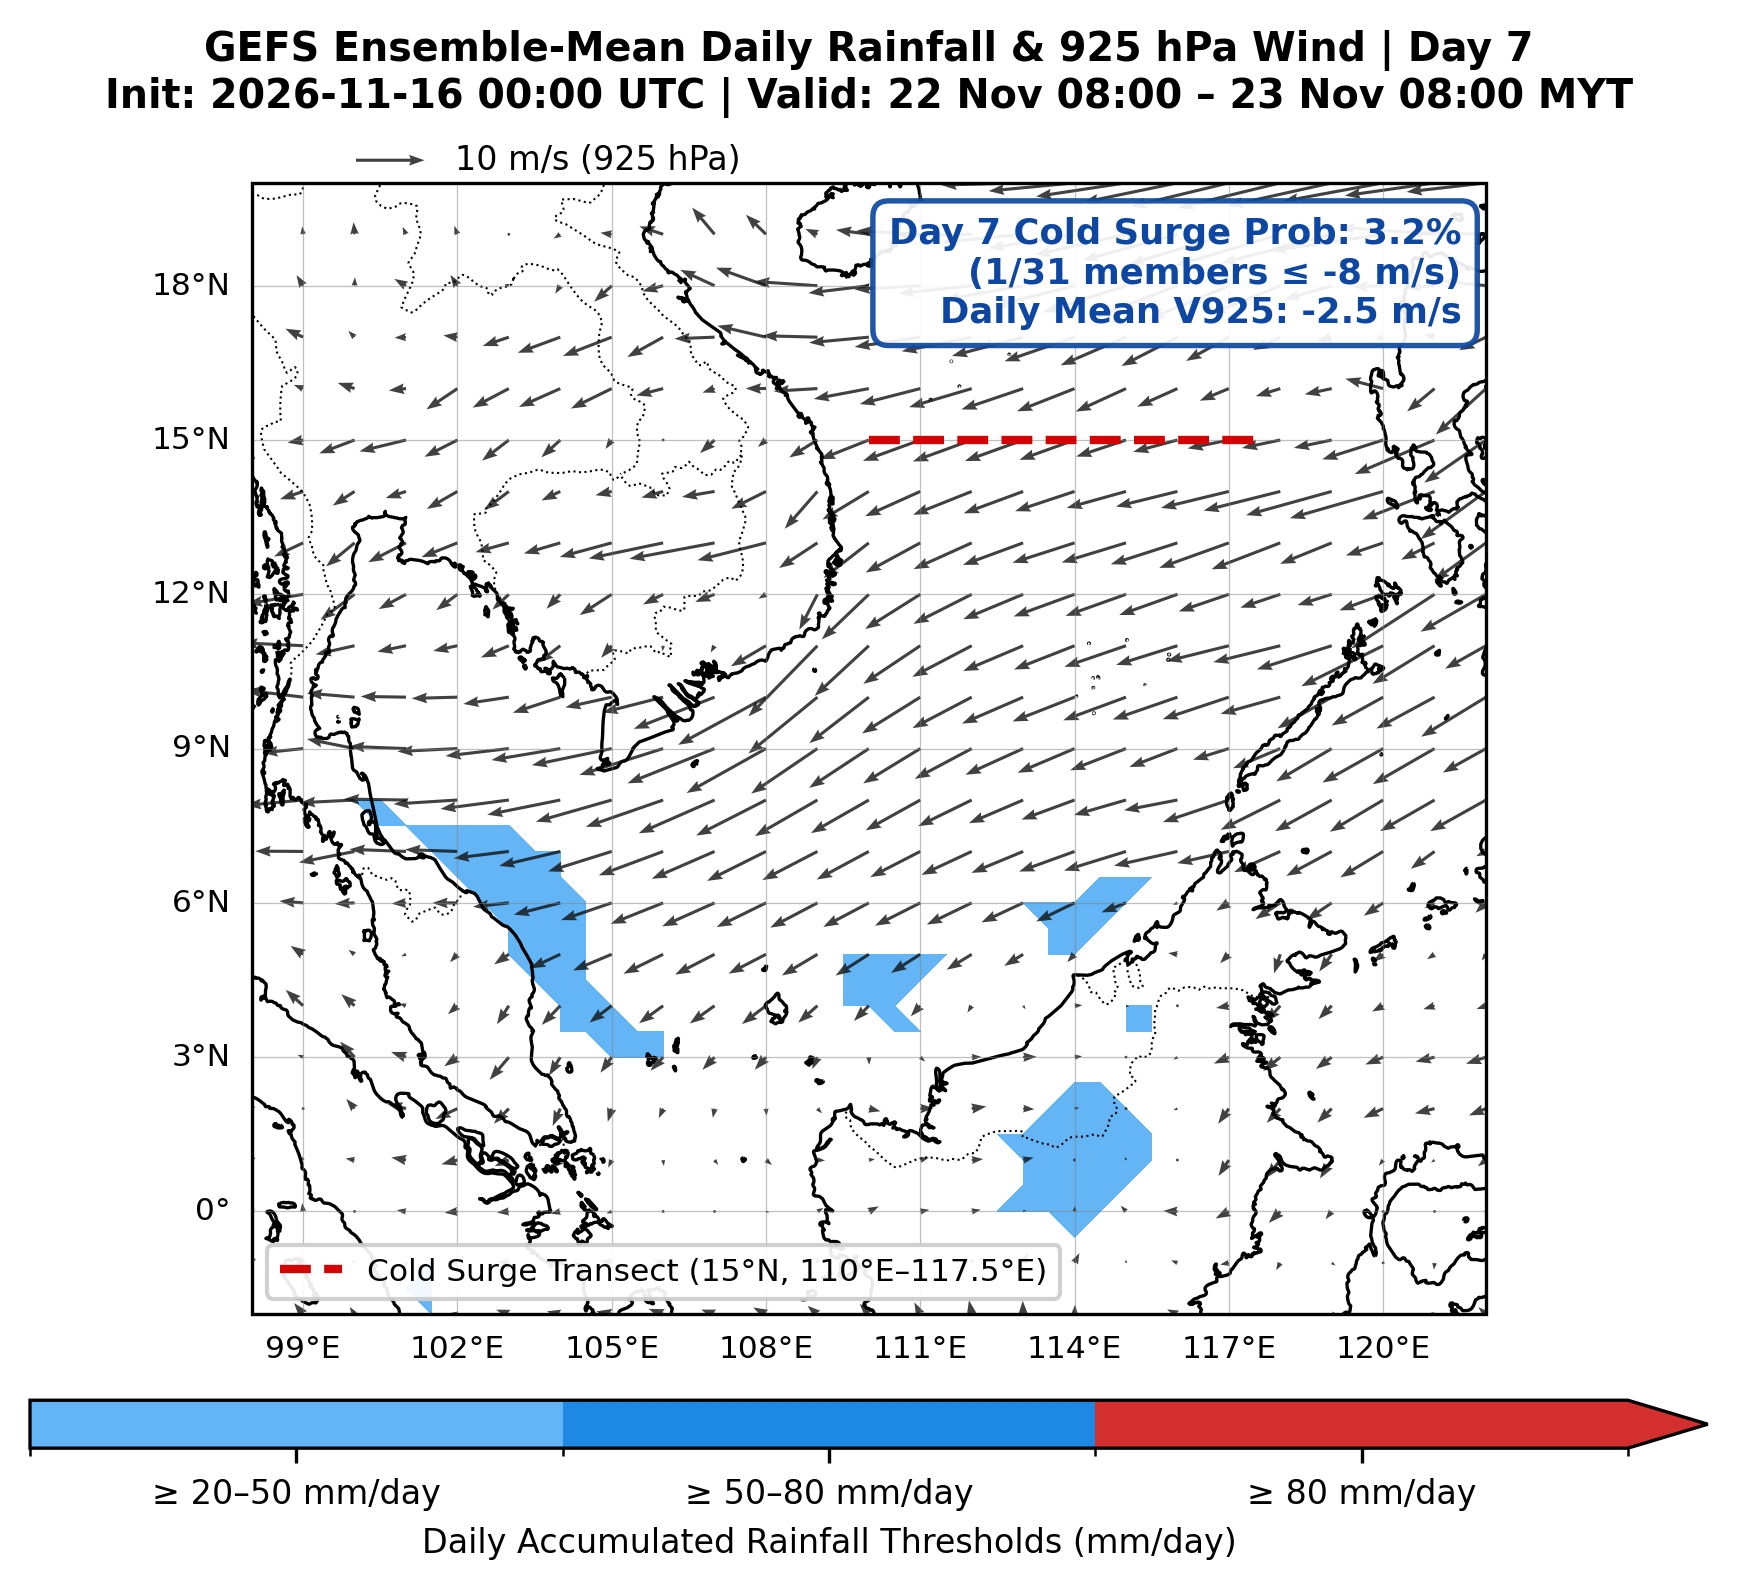 GEFS Ensemble-Mean Daily Rainfall & 925 hPa Wind | Day 7
Init: 2026-11-16 00:00 UTC | Valid: 22 Nov 08:00 – 23 Nov 08:00 MYT
10 m/s (925 hPa)
Day 7 Cold Surge Prob: 3.2%
(1/31 members ≤ -8 m/s)
Daily Mean V925: -2.5 m/s
18°N
15°N
12°N
9°N
6°N
3°N
0°
Cold Surge Transect (15°N, 110°E–117.5°E)
99°E 102°E 105°E 108°E 111°E 114°E 117°E 120°E
≥ 20–50 mm/day ≥ 50–80 mm/day ≥ 80 mm/day
Daily Accumulated Rainfall Thresholds (mm/day)